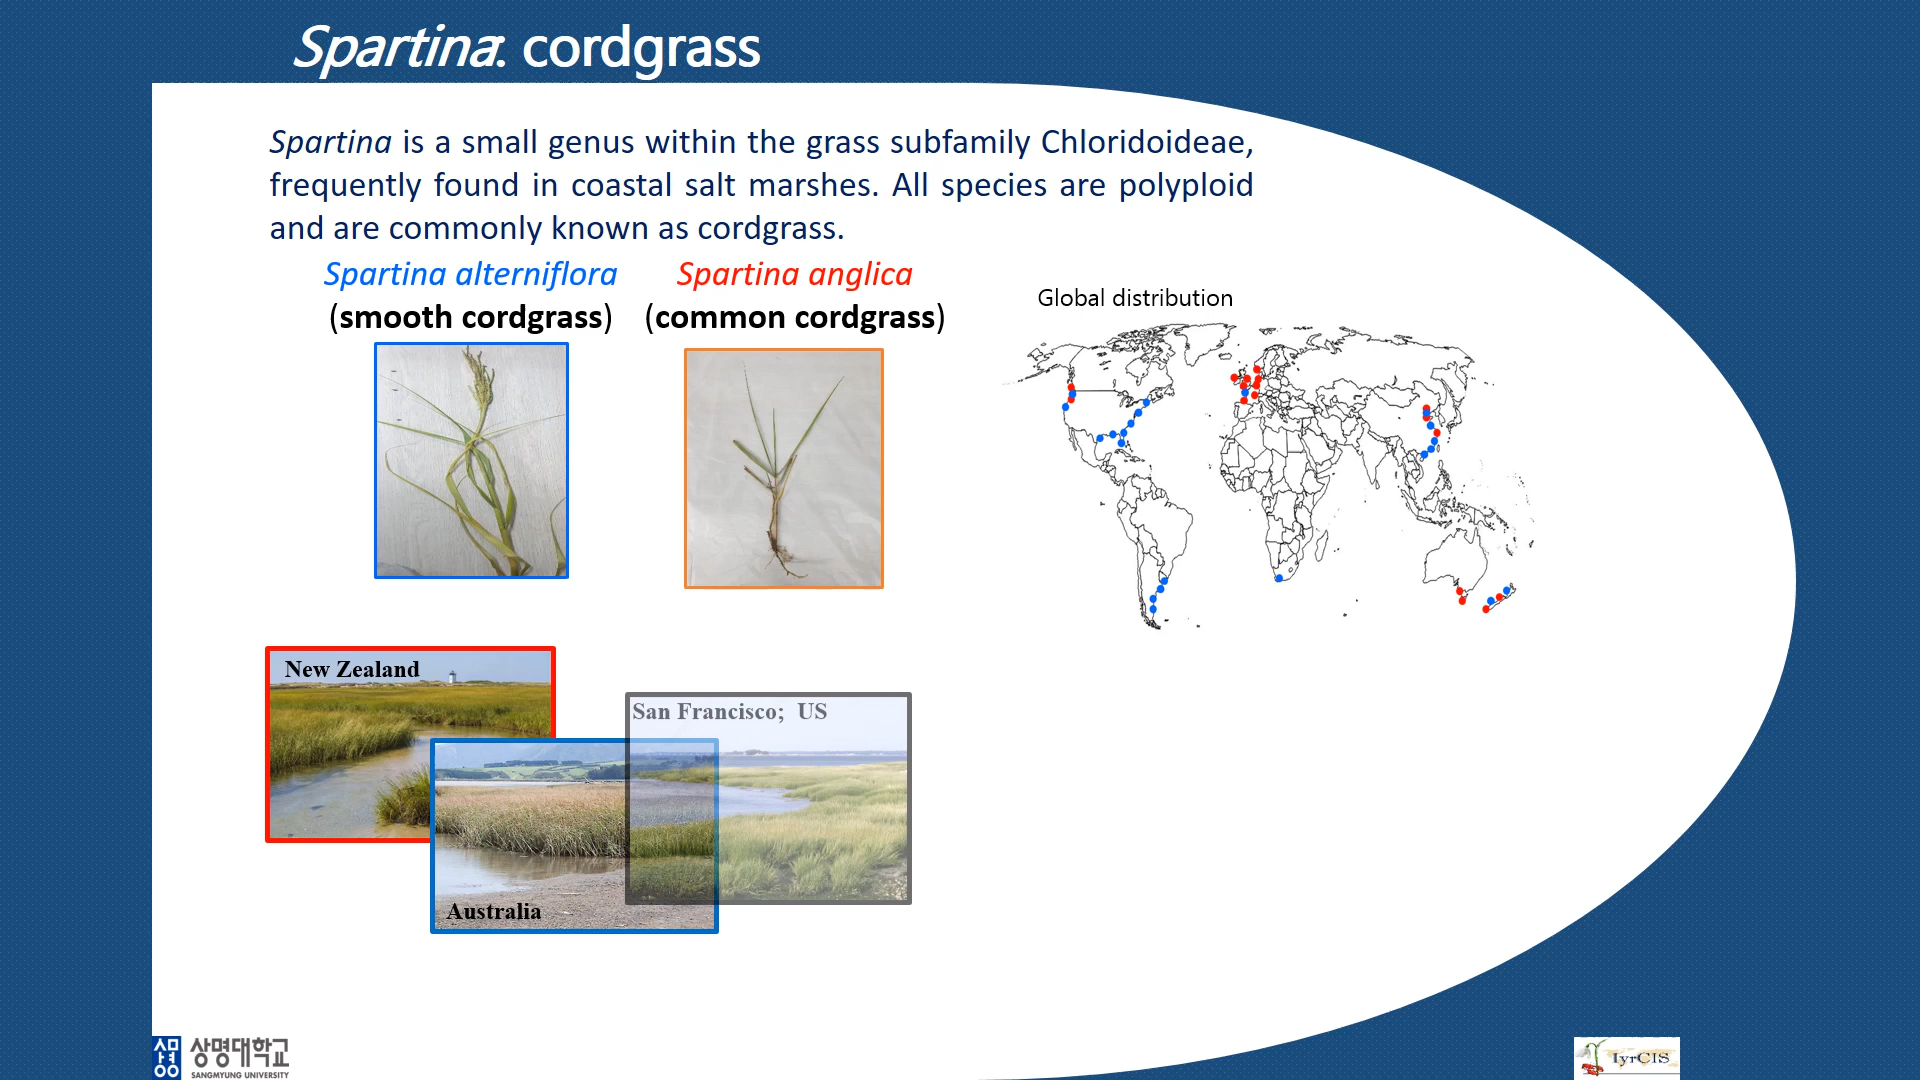 Spartina: cordgrass
Spartina is a small genus within the grass subfamily Chloridoideae,
frequently found in coastal salt marshes. All species are polyploid
and are commonly known as cordgrass.
Spartina alterniflora
(smooth cordgrass)
Spartina anglica
(common cordgrass)
Global distribution
New Zealand
San Francisco; US
Australia
상명
상명대학교
SANGMYUNG UNIVERSITY
IyrCIS